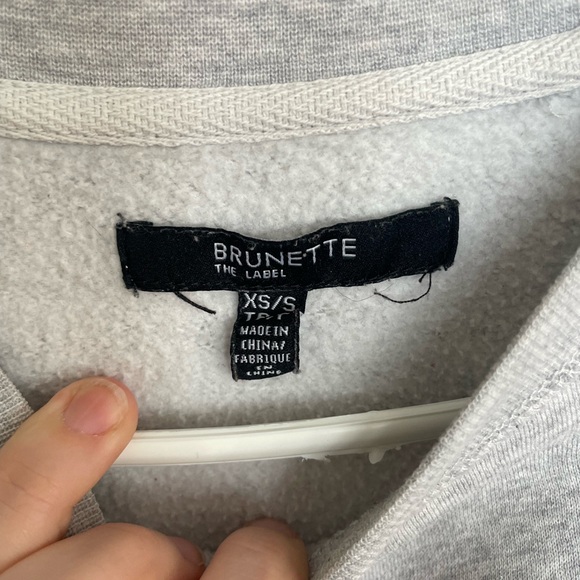 BRUNETTE
THE LABEL
XS/S
MADE IN
CHINA/
FABRIQUE
EN
CHINE